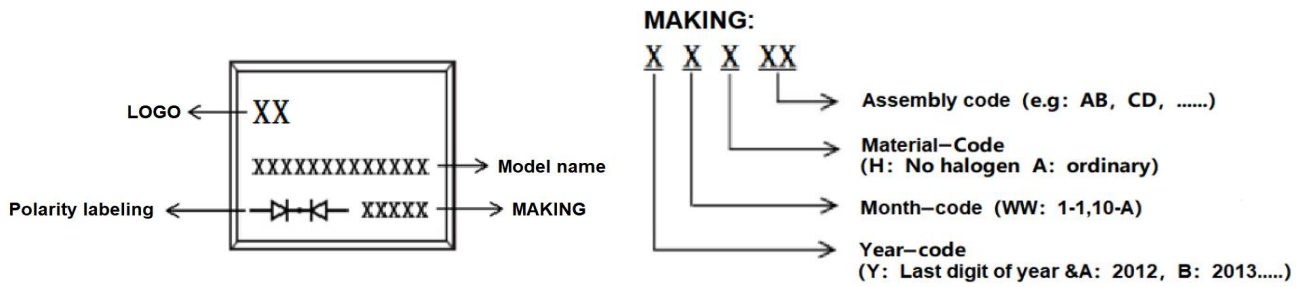 LOGO
XX
XXXXXXXXXXXXX
Model name
Polarity labeling
XXXXX
MAKING
MAKING:
X X X XX
Assembly code (e.g: AB, CD, ......)
Material-Code
(H: No halogen A: ordinary)
Month-code (WW: 1-1,10-A)
Year-code
(Y: Last digit of year &A: 2012, B: 2013.....)